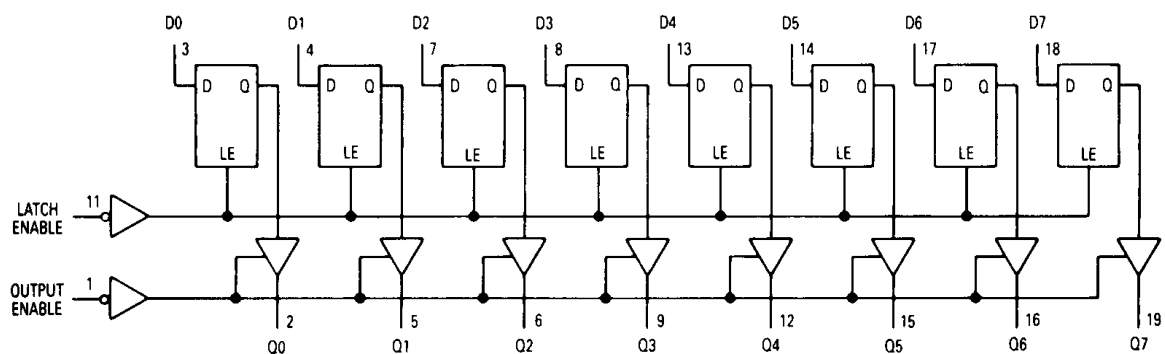 D0 D1 D2 D3 D4 D5 D6 D7
3 4 7 8 13 14 17 18
D Q D Q D Q D Q D Q D Q D Q D Q
LE LE LE LE LE LE LE LE
LATCH
ENABLE
11
OUTPUT
ENABLE
1
2 5 6 9 12 15 16 19
Q0 Q1 Q2 Q3 Q4 Q5 Q6 Q7